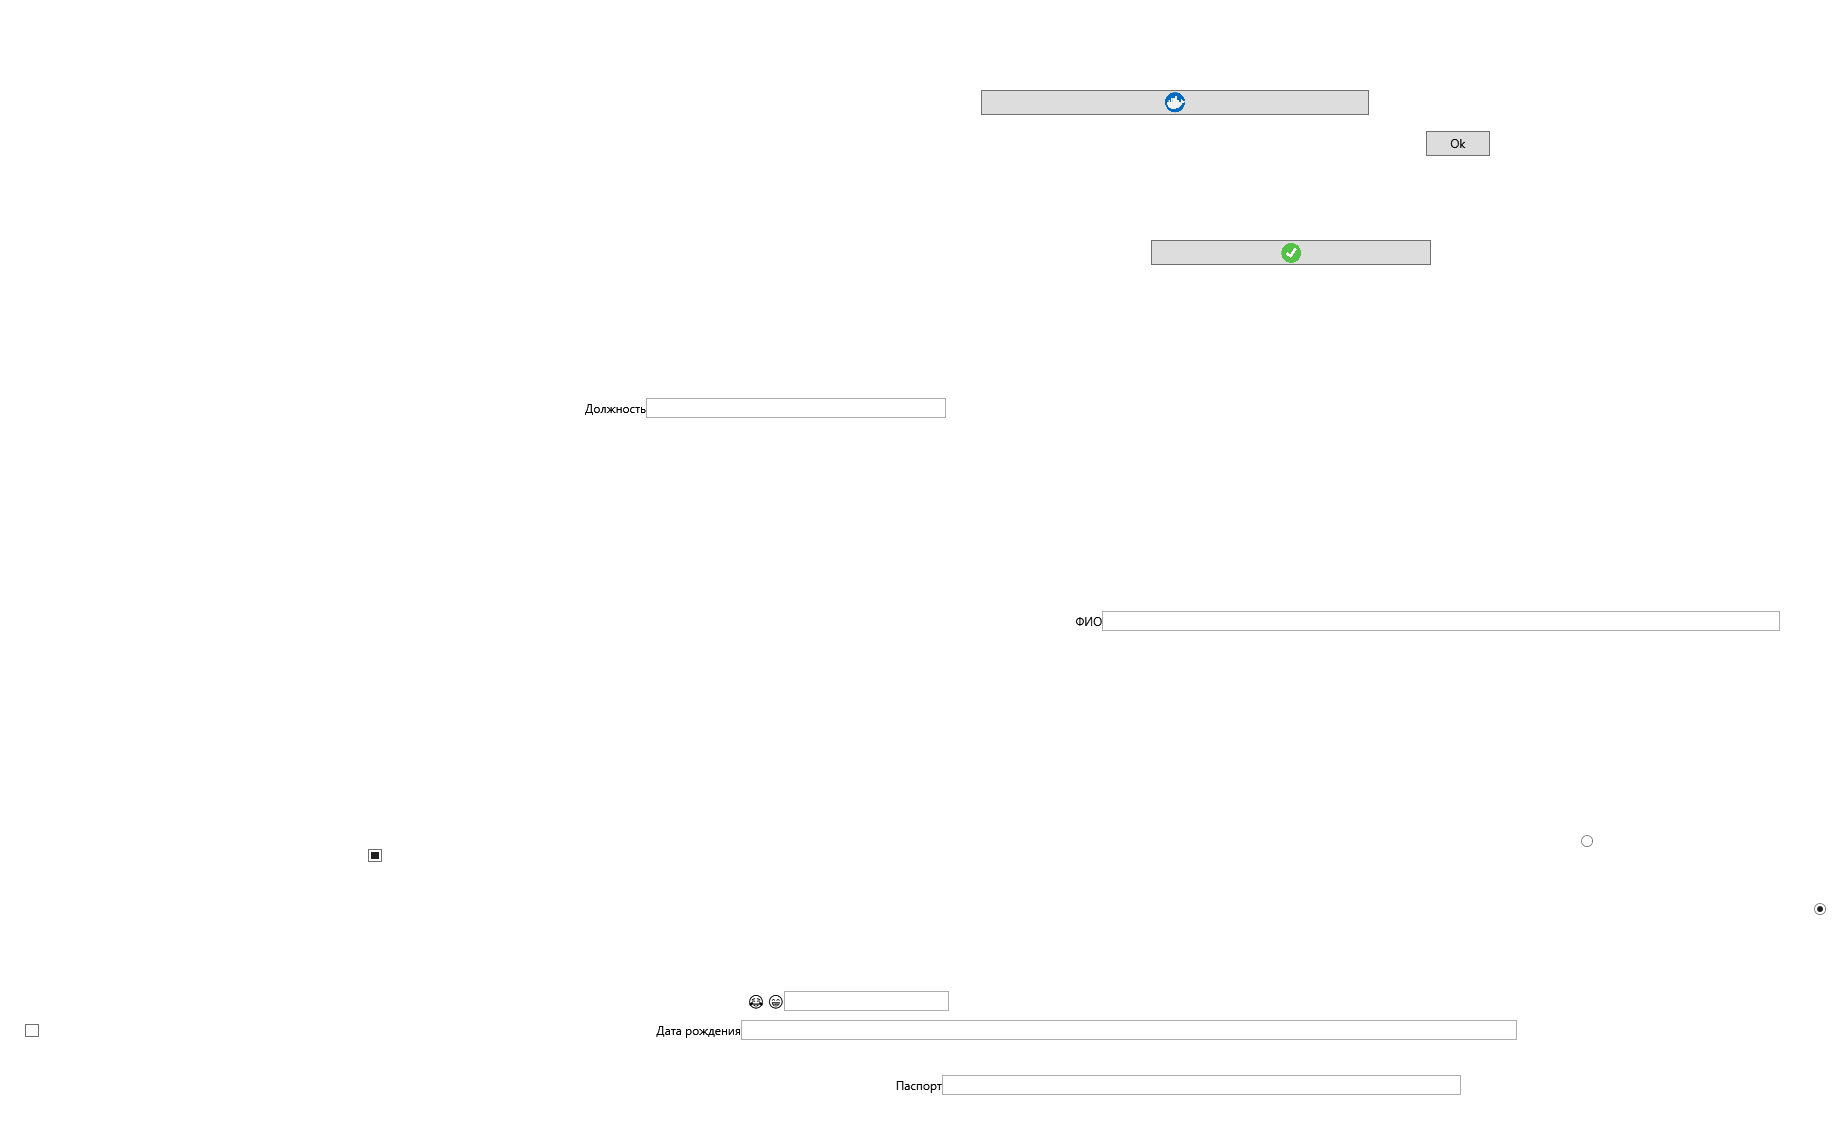 Ok
Должность
ФИО
😂 😄
Дата рождения
Паспорт